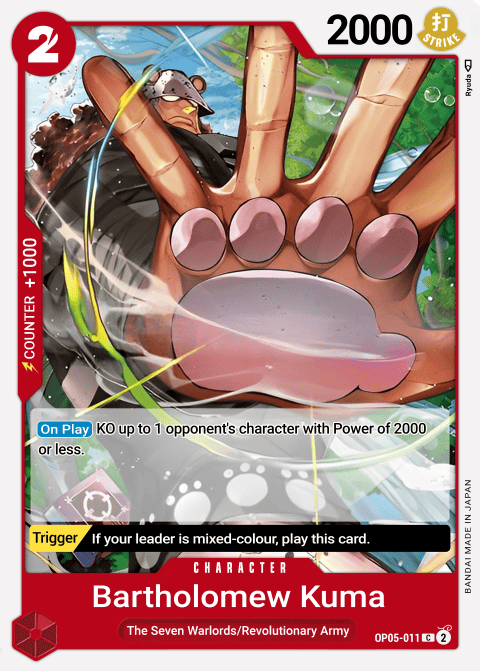 2
2000
打
STRIKE
Ryuda
COUNTER +1000
On Play KO up to 1 opponent's character with Power of 2000
or less.
Trigger If your leader is mixed-colour, play this card.
BANDAI MADE IN JAPAN
CHARACTER
Bartholomew Kuma
The Seven Warlords/Revolutionary Army
OP05-011 C 2